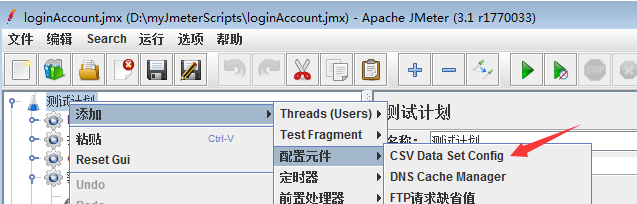 loginAccount.jmx (D:\myJmeterScripts\loginAccount.jmx) - Apache JMeter (3.1 r1770033)
文件 编辑 Search 运行 选项 帮助
STOP
测试计划
添加
粘贴 Ctrl-V
Reset Gui
Undo
Redo
Threads (Users)
Test Fragment
配置元件
定时器
前置处理器
CSV Data Set Config
DNS Cache Manager
FTP请求缺省值
测试计划
名称: 测试计划